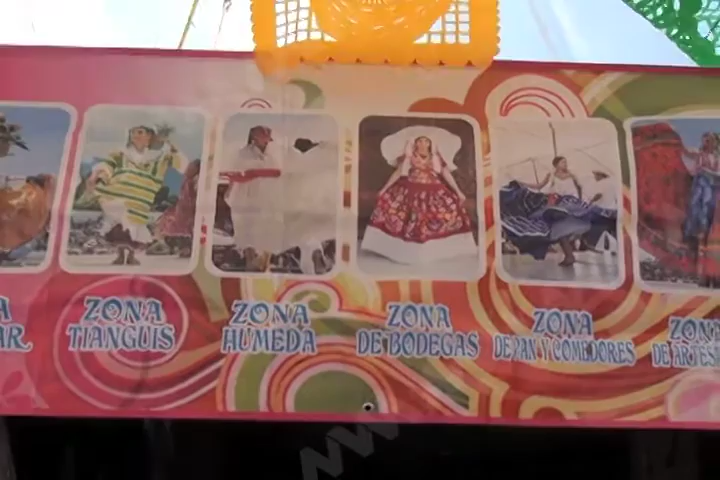 ZONA
TIANGUIS
ZONA
HUMEDA
ZONA
DE BODEGAS
ZONA
DE PAN Y COMEDORES